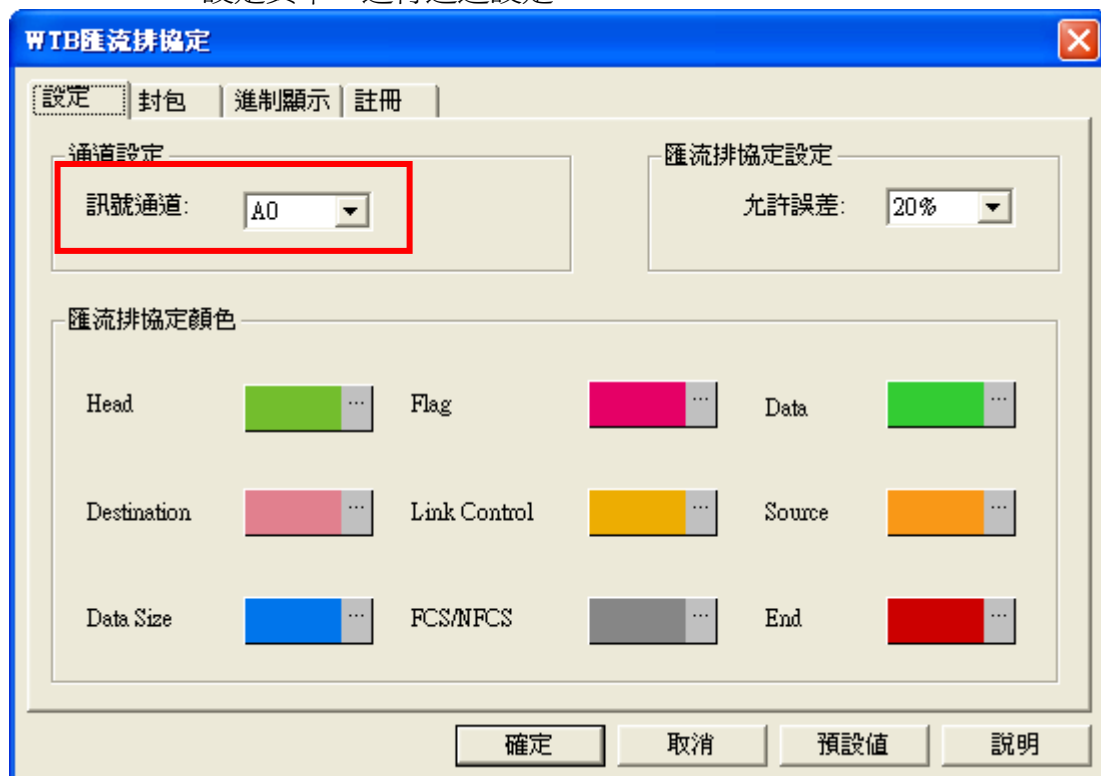 WTB匯流排協定
設定 封包 進制顯示 註冊
通道設定 匯流排協定設定
訊號通道: A0 允許誤差: 20%
匯流排協定顏色
Head ... Flag ... Data ...
Destination ... Link Control ... Source ...
Data Size ... FCS/NFCS ... End ...
確定 取消 預設值 說明